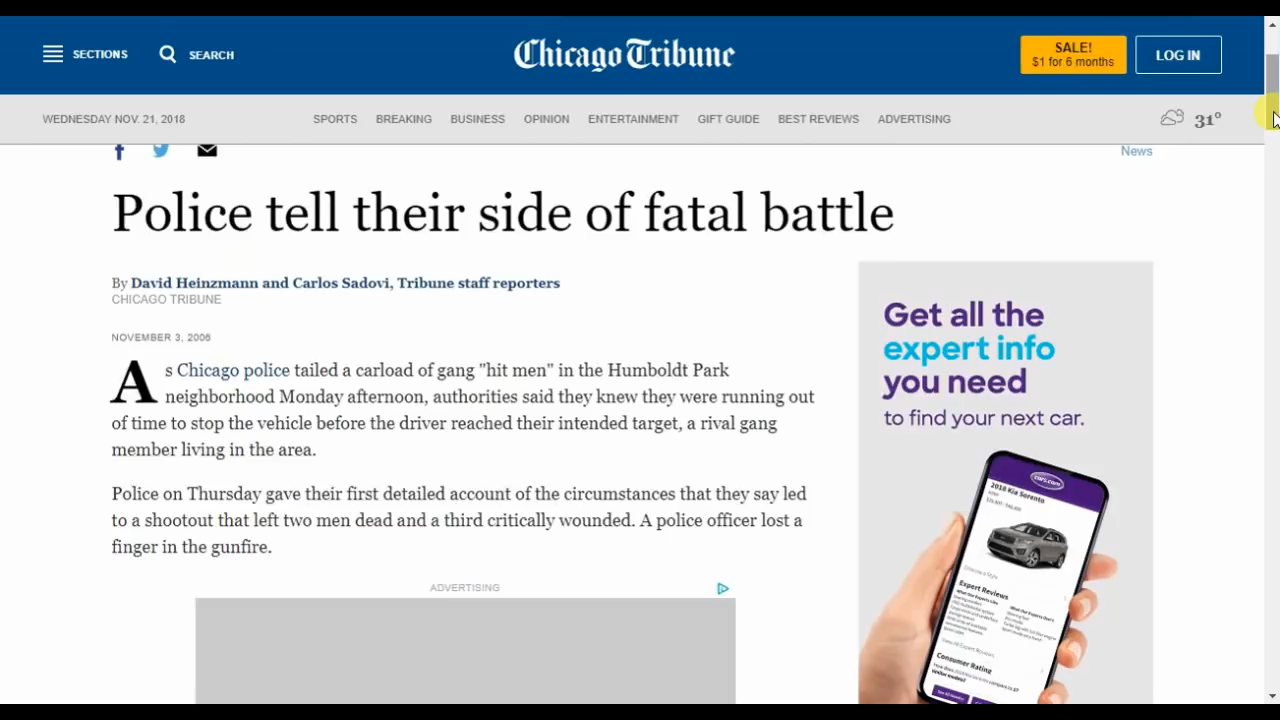 SECTIONS
SEARCH
Chicago Tribune
SALE!
$1 for 6 months
LOG IN
WEDNESDAY NOV. 21, 2018
SPORTS BREAKING BUSINESS OPINION ENTERTAINMENT GIFT GUIDE BEST REVIEWS ADVERTISING
31°
News
Police tell their side of fatal battle
By David Heinzmann and Carlos Sadovi, Tribune staff reporters
CHICAGO TRIBUNE
NOVEMBER 3, 2006
As Chicago police tailed a carload of gang "hit men" in the Humboldt Park
neighborhood Monday afternoon, authorities said they knew they were running out
of time to stop the vehicle before the driver reached their intended target, a rival gang
member living in the area.
Police on Thursday gave their first detailed account of the circumstances that they say led
to a shootout that left two men dead and a third critically wounded. A police officer lost a
finger in the gunfire.
ADVERTISING
Get all the
expert info
you need
to find your next car.
cars.com
2018 Kia Sorento
Expert Reviews
Consumer Rating